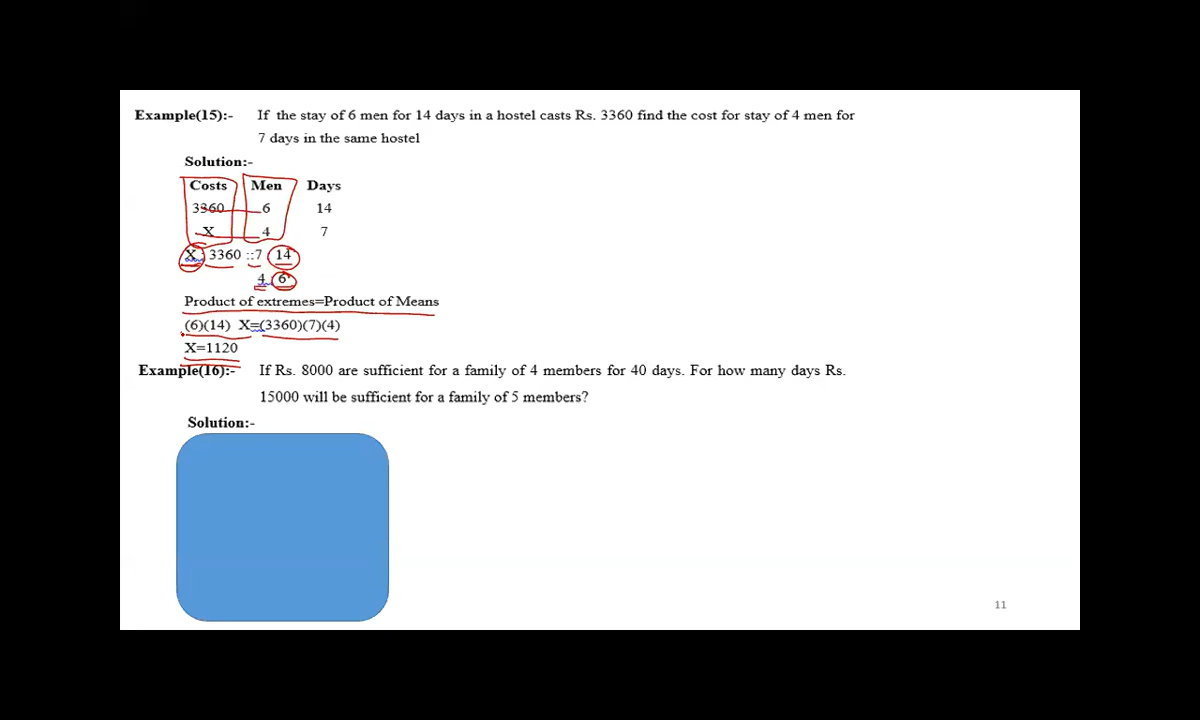 Example(15):- If the stay of 6 men for 14 days in a hostel casts Rs. 3360 find the cost for stay of 4 men for
7 days in the same hostel
Solution:-
Costs Men Days
3360 6 14
X 4 7
X : 3360 ::7 14
4 6
Product of extremes=Product of Means
(6)(14) X=(3360)(7)(4)
X=1120
Example(16):- If Rs. 8000 are sufficient for a family of 4 members for 40 days. For how many days Rs.
15000 will be sufficient for a family of 5 members?
Solution:-
11